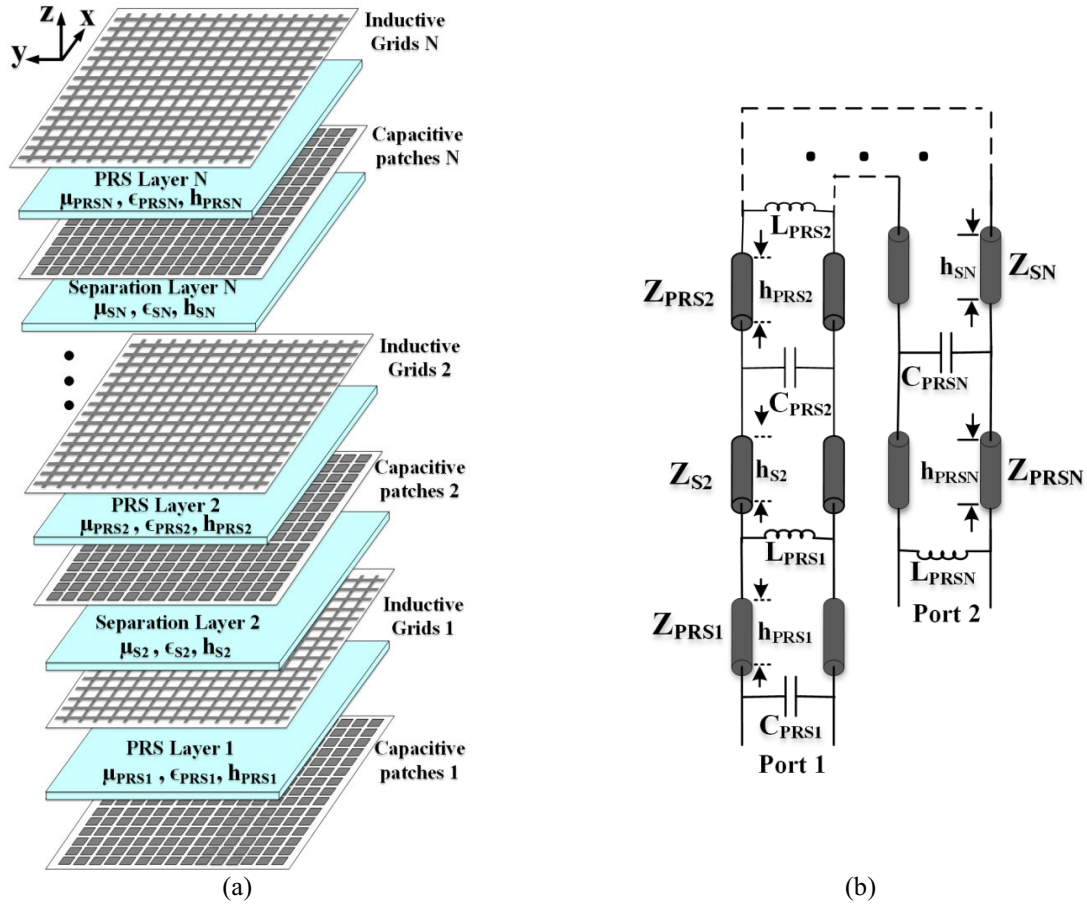 z
x
y
Inductive
Grids N
Capacitive
patches N
PRS Layer N
μPRSN , ϵPRSN, hPRSN
Separation Layer N
μSN , ϵSN, hSN
Inductive
Grids 2
Capacitive
patches 2
PRS Layer 2
μPRS2 , ϵPRS2, hPRS2
Inductive
Grids 1
Separation Layer 2
μS2 , ϵS2, hS2
PRS Layer 1
μPRS1 , ϵPRS1, hPRS1
Capacitive
patches 1
(a)
LPRS2
ZPRS2
hPRS2
CPRS2
ZS2
hS2
LPRS1
ZPRS1
hPRS1
CPRS1
Port 1
hSN
ZSN
CPRSN
hPRSN
ZPRSN
LPRSN
Port 2
(b)